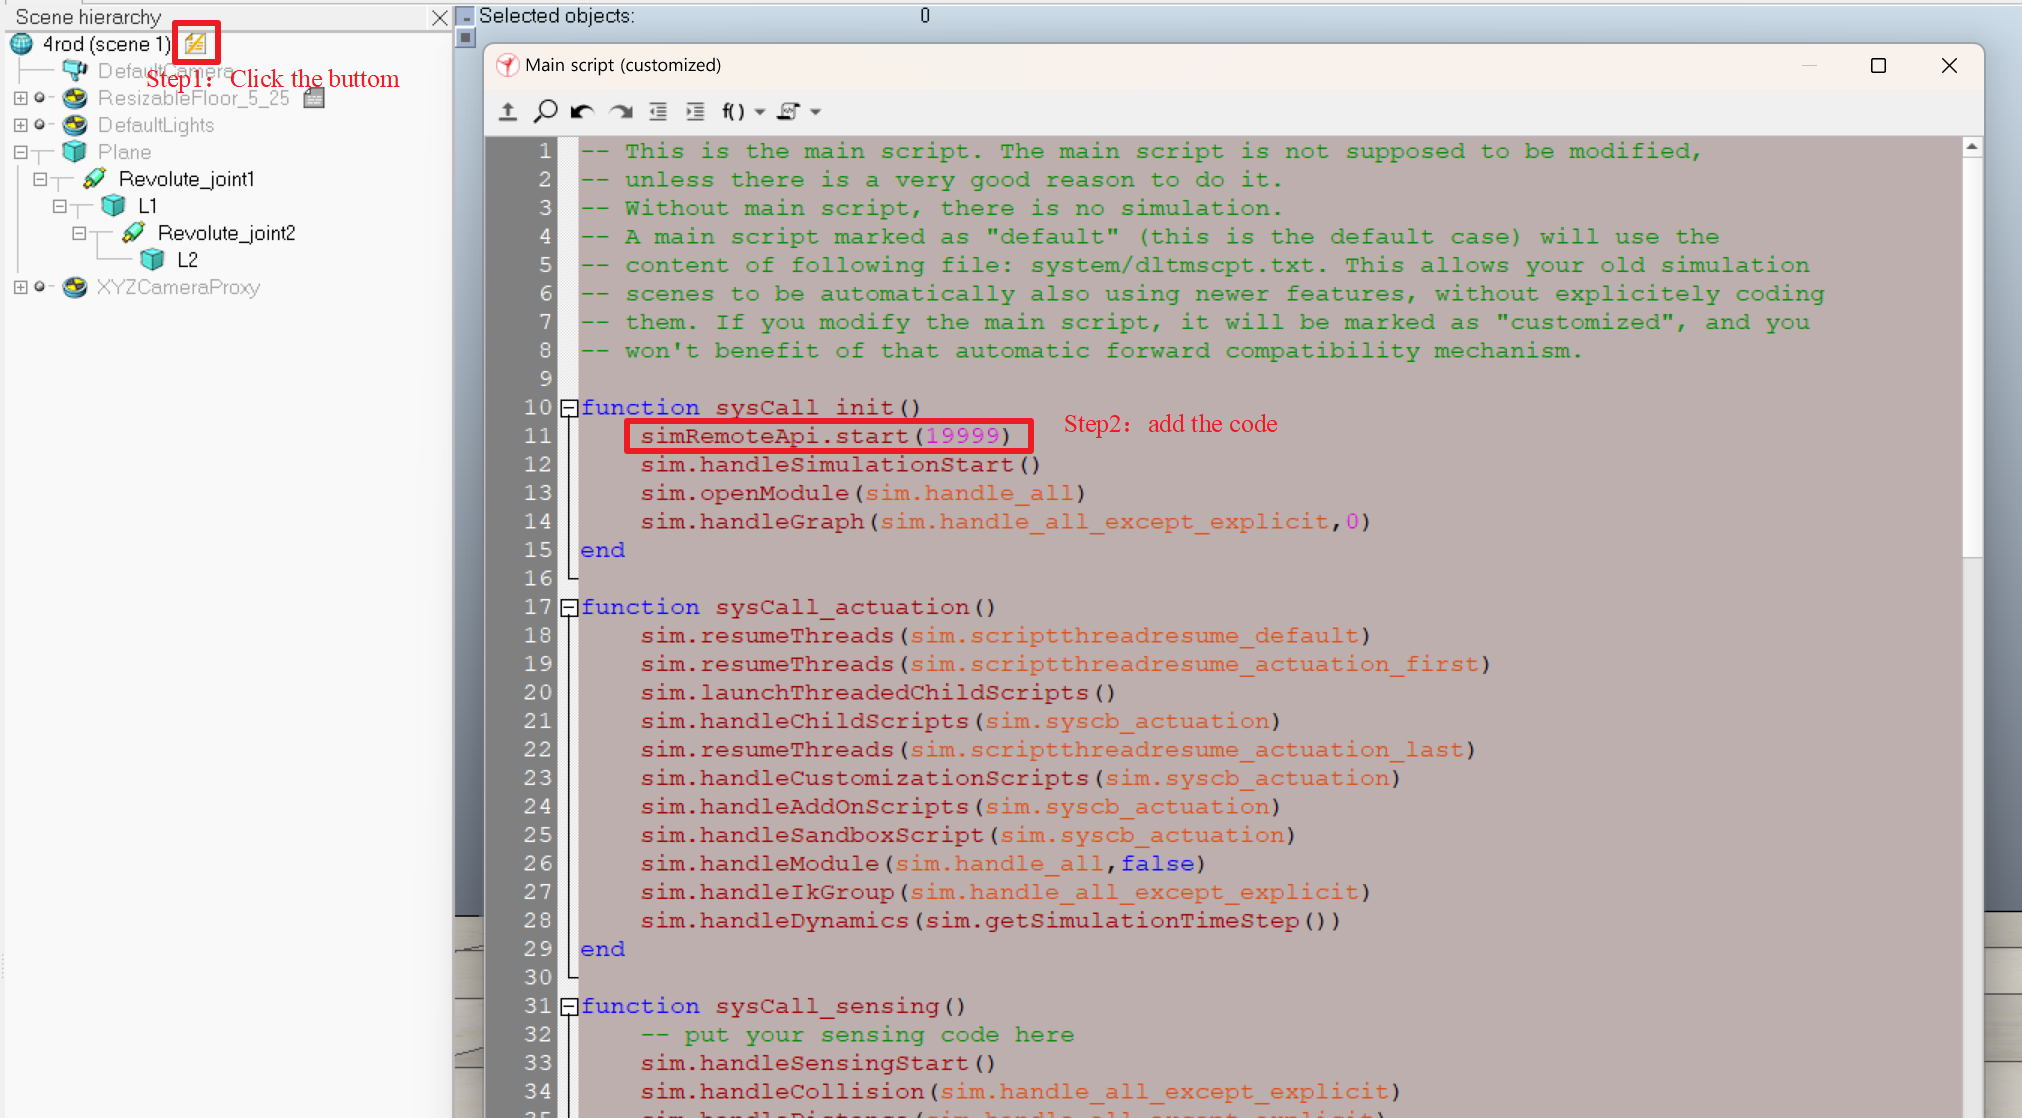 Scene hierarchy
4rod (scene 1)
DefaultCamera
Step1：Click the buttom
ResizableFloor_5_25
DefaultLights
Plane
Revolute_joint1
L1
Revolute_joint2
L2
XYZCameraProxy
Selected objects: 0
Main script (customized)
f()
1 -- This is the main script. The main script is not supposed to be modified,
2 -- unless there is a very good reason to do it.
3 -- Without main script, there is no simulation.
4 -- A main script marked as "default" (this is the default case) will use the
5 -- content of following file: system/dltmscpt.txt. This allows your old simulation
6 -- scenes to be automatically also using newer features, without explicitely coding
7 -- them. If you modify the main script, it will be marked as "customized", and you
8 -- won't benefit of that automatic forward compatibility mechanism.
9
10 function sysCall_init()
11 simRemoteApi.start(19999)
Step2：add the code
12 sim.handleSimulationStart()
13 sim.openModule(sim.handle_all)
14 sim.handleGraph(sim.handle_all_except_explicit,0)
15 end
16
17 function sysCall_actuation()
18 sim.resumeThreads(sim.scriptthreadresume_default)
19 sim.resumeThreads(sim.scriptthreadresume_actuation_first)
20 sim.launchThreadedChildScripts()
21 sim.handleChildScripts(sim.syscb_actuation)
22 sim.resumeThreads(sim.scriptthreadresume_actuation_last)
23 sim.handleCustomizationScripts(sim.syscb_actuation)
24 sim.handleAddOnScripts(sim.syscb_actuation)
25 sim.handleSandboxScript(sim.syscb_actuation)
26 sim.handleModule(sim.handle_all,false)
27 sim.handleIkGroup(sim.handle_all_except_explicit)
28 sim.handleDynamics(sim.getSimulationTimeStep())
29 end
30
31 function sysCall_sensing()
32 -- put your sensing code here
33 sim.handleSensingStart()
34 sim.handleCollision(sim.handle_all_except_explicit)